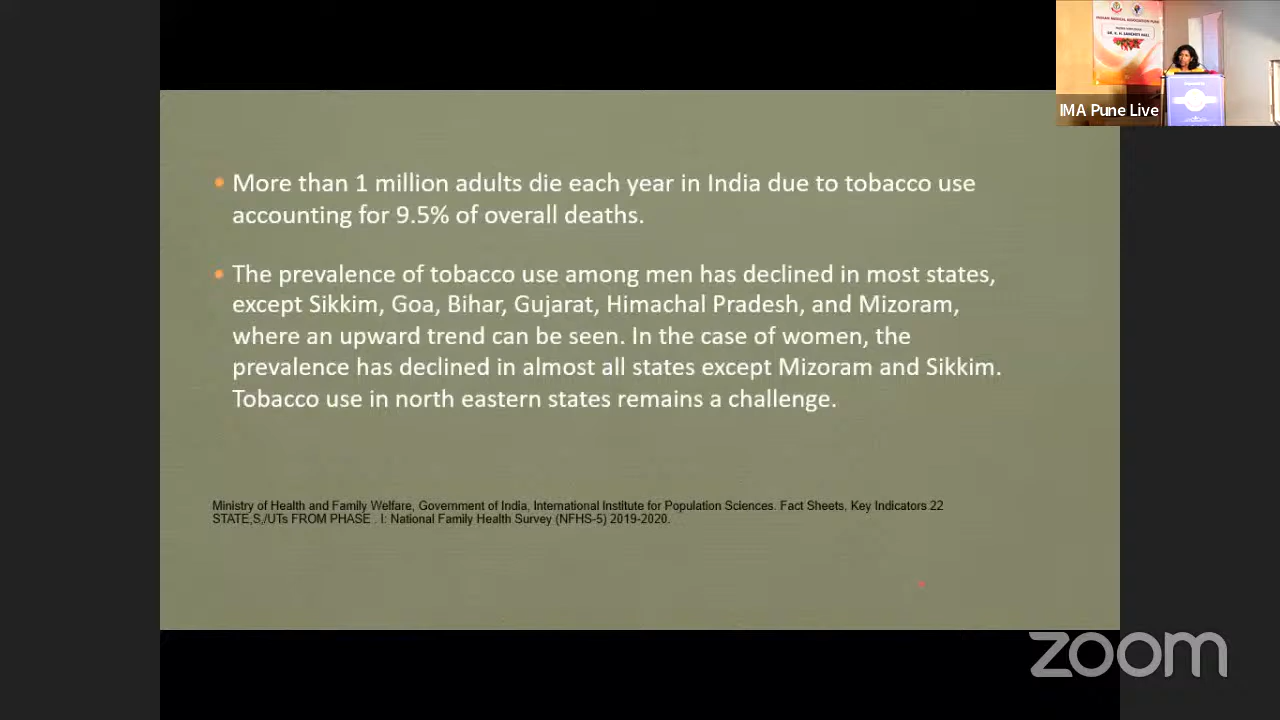 INDIAN MEDICAL ASSOCIATION PUNE
IMA Pune Live
• More than 1 million adults die each year in India due to tobacco use
accounting for 9.5% of overall deaths.
• The prevalence of tobacco use among men has declined in most states,
except Sikkim, Goa, Bihar, Gujarat, Himachal Pradesh, and Mizoram,
where an upward trend can be seen. In the case of women, the
prevalence has declined in almost all states except Mizoram and Sikkim.
Tobacco use in north eastern states remains a challenge.
Ministry of Health and Family Welfare, Government of India, International Institute for Population Sciences. Fact Sheets, Key Indicators 22
STATE,S,/UTs FROM PHASE . I: National Family Health Survey (NFHS-5) 2019-2020.
zoom